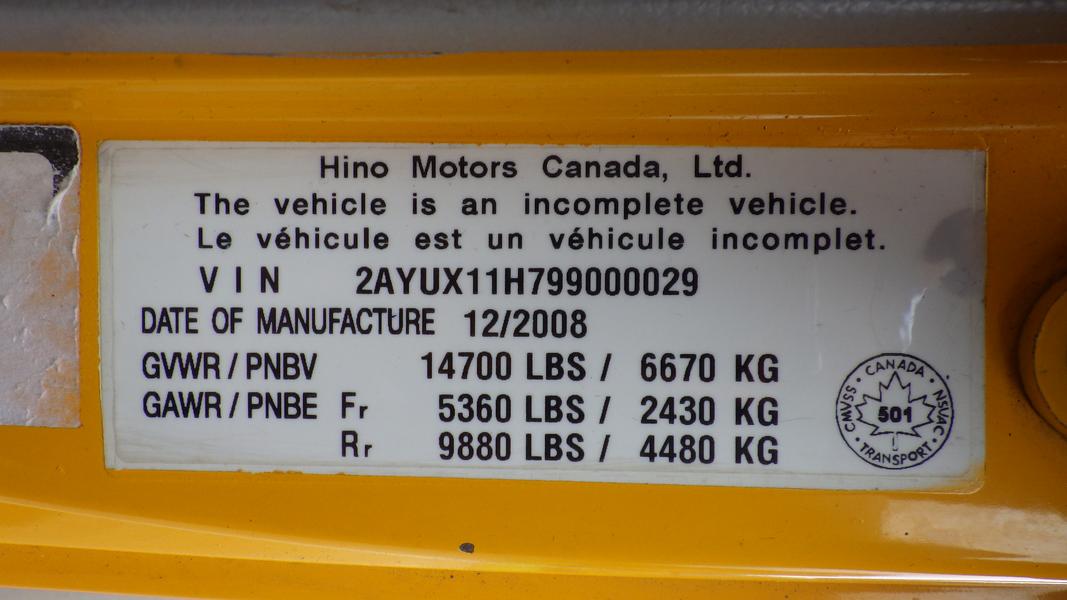 Hino Motors Canada, Ltd.
The vehicle is an incomplete vehicle.
Le véhicule est un véhicule incomplet.
VIN 2AYUX11H799000029
DATE OF MANUFACTURE 12/2008
GVWR / PNBV 14700 LBS / 6670 KG
GAWR / PNBE Fr 5360 LBS / 2430 KG
Rr 9880 LBS / 4480 KG
CANADA
CMVSS 501 NSVAC
TRANSPORT